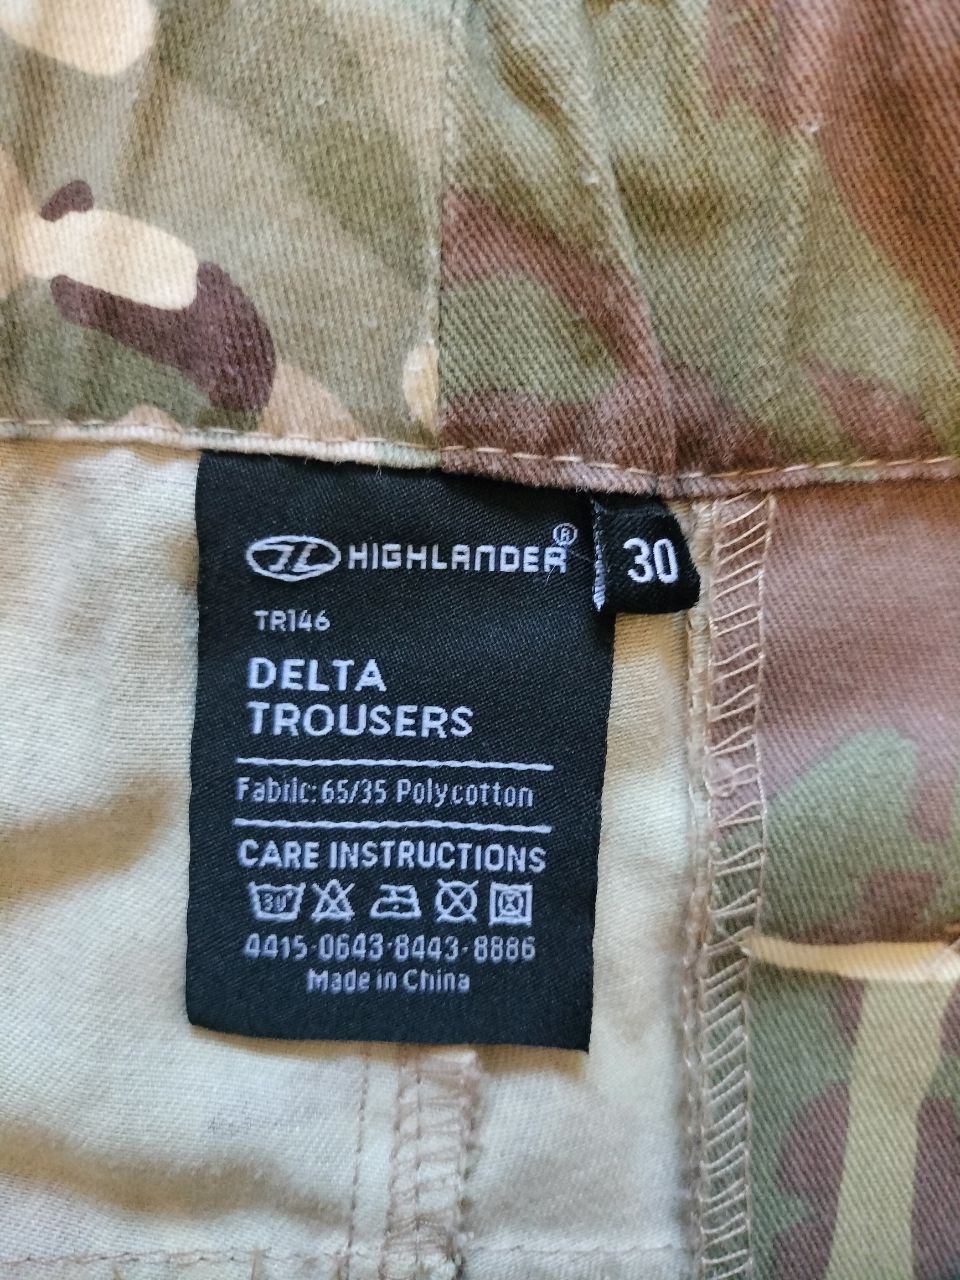 HIGHLANDER®
30
TR146
DELTA
TROUSERS
Fabric: 65/35 Polycotton
CARE INSTRUCTIONS
30°
4415-0643-8443-8886
Made in China